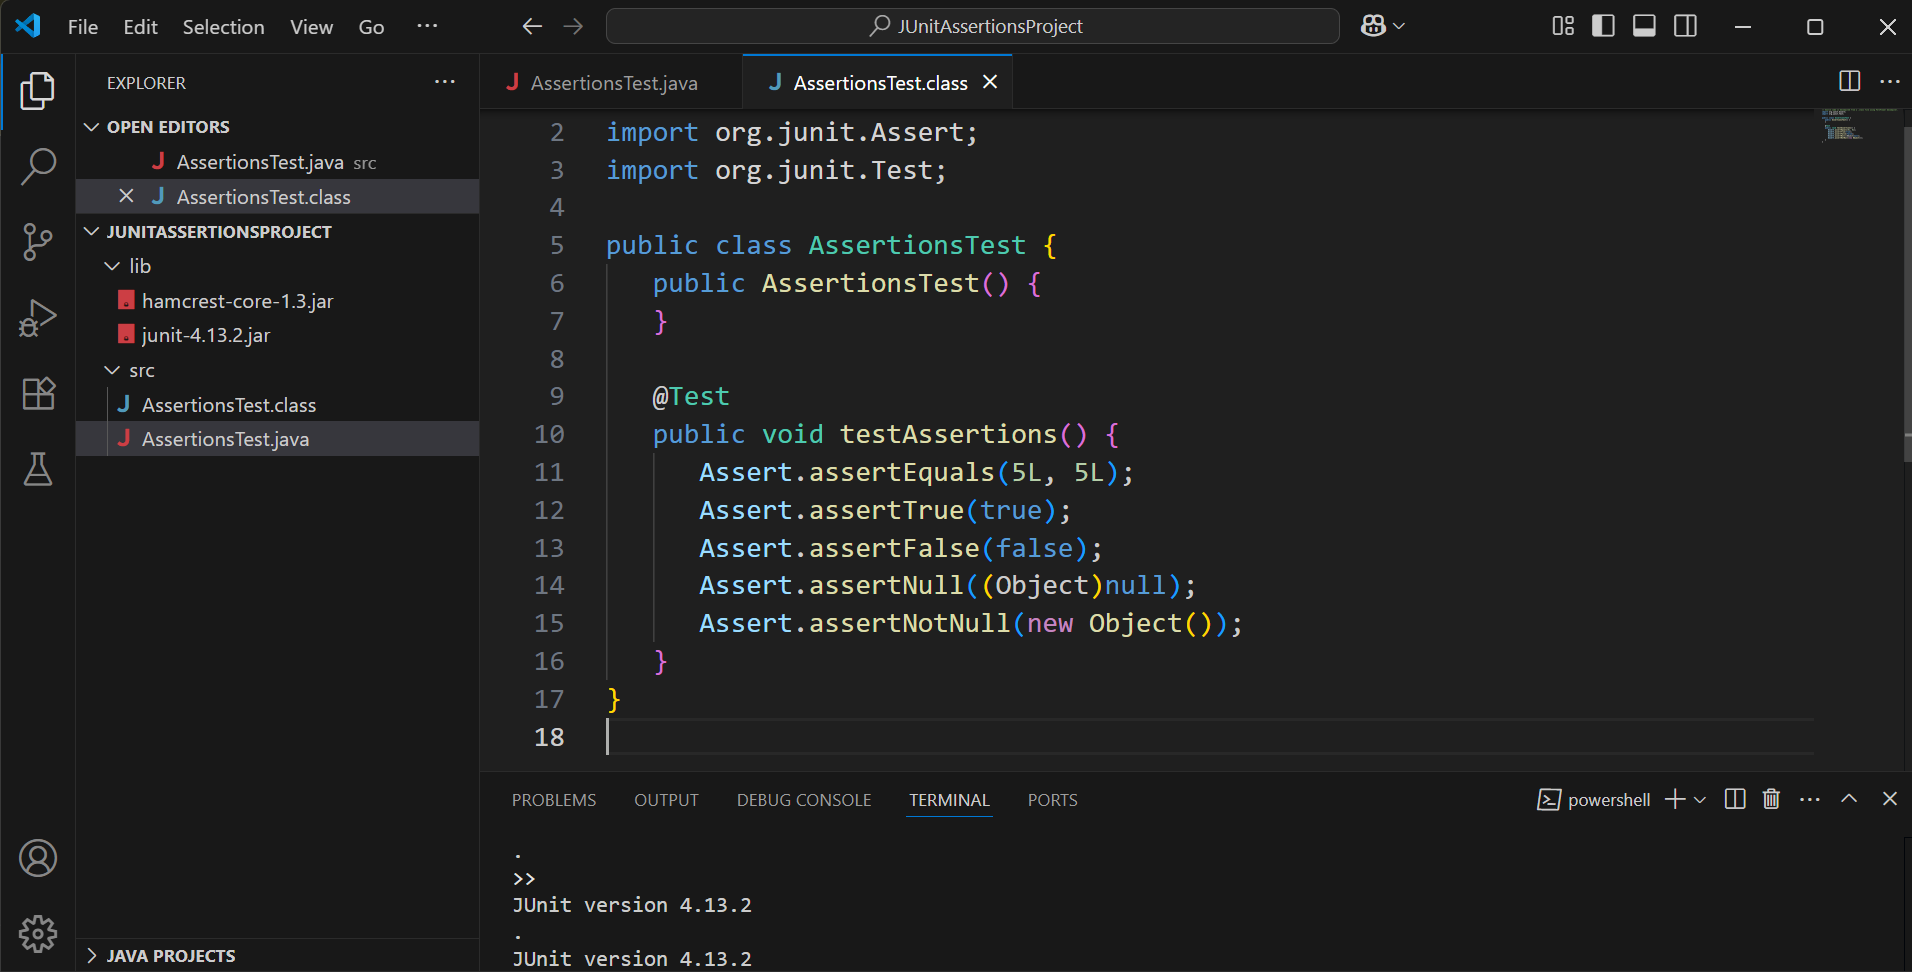 File Edit Selection View Go ···
JUnitAssertionsProject
EXPLORER
OPEN EDITORS
AssertionsTest.java src
AssertionsTest.class
JUNITASSERTIONSPROJECT
lib
hamcrest-core-1.3.jar
junit-4.13.2.jar
src
AssertionsTest.class
AssertionsTest.java
JAVA PROJECTS
AssertionsTest.java
AssertionsTest.class
2 import org.junit.Assert;
3 import org.junit.Test;
4
5 public class AssertionsTest {
6 public AssertionsTest() {
7 }
8
9 @Test
10 public void testAssertions() {
11 Assert.assertEquals(5L, 5L);
12 Assert.assertTrue(true);
13 Assert.assertFalse(false);
14 Assert.assertNull((Object)null);
15 Assert.assertNotNull(new Object());
16 }
17 }
18
PROBLEMS OUTPUT DEBUG CONSOLE TERMINAL PORTS
powershell
.
>>
JUnit version 4.13.2
.
JUnit version 4.13.2